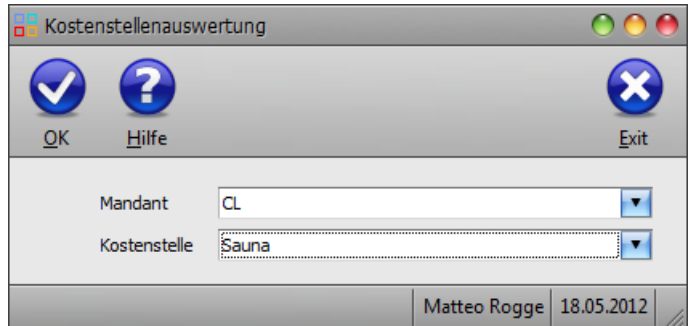 Kostenstellenauswertung
OK Hilfe Exit
Mandant CL
Kostenstelle Sauna
Matteo Rogge 18.05.2012